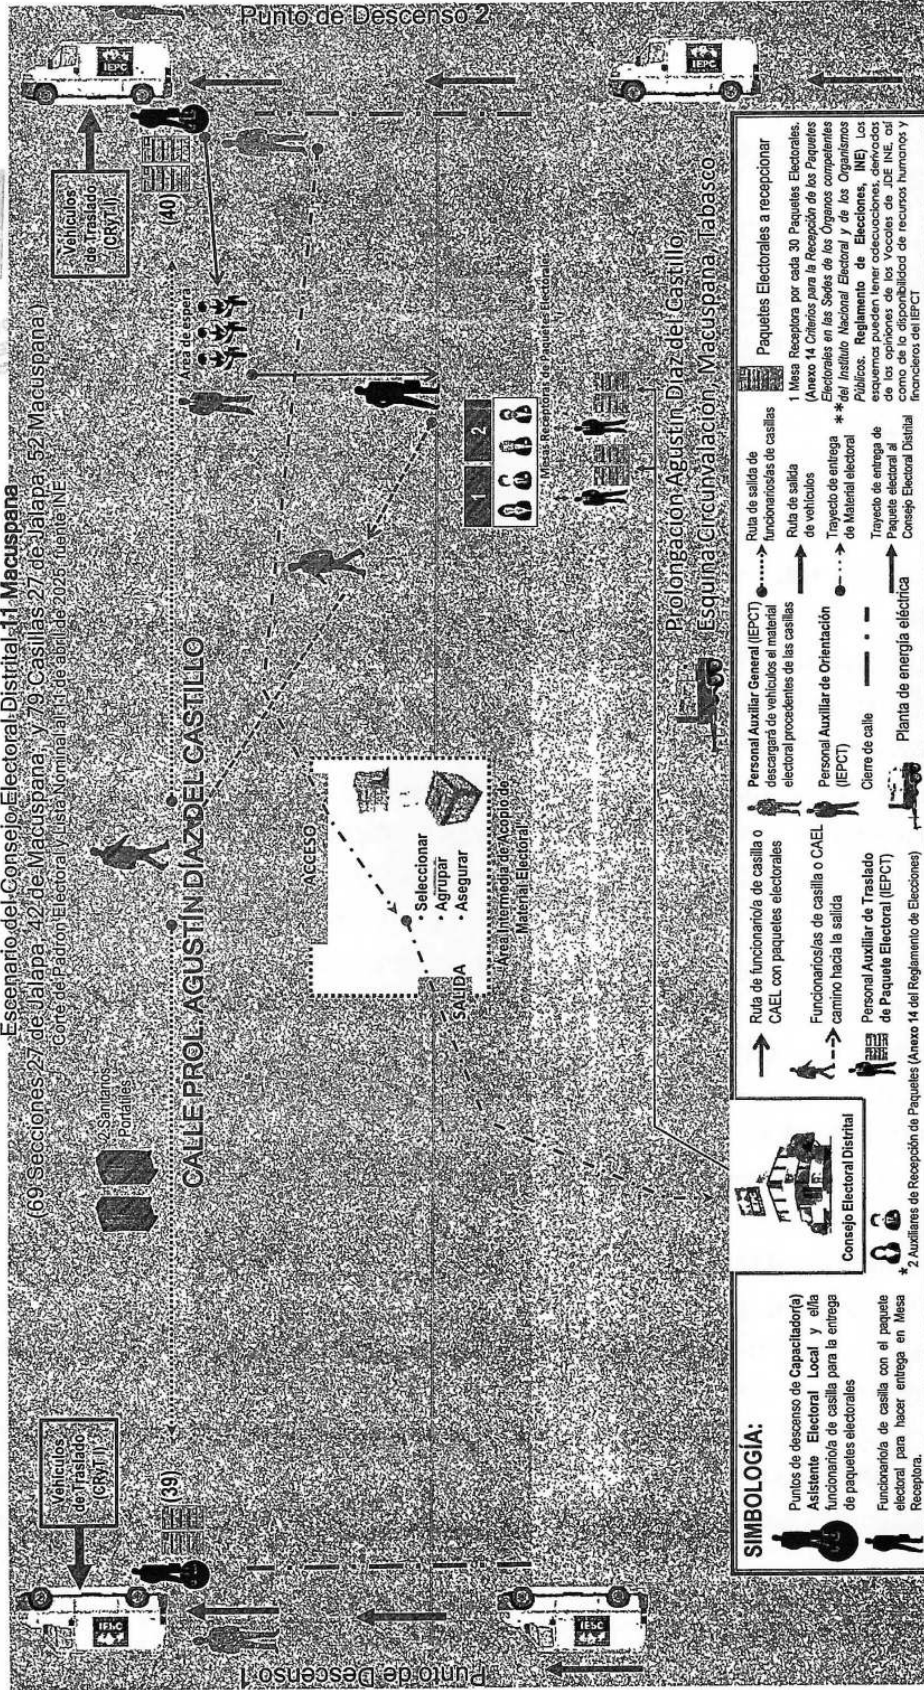 Escenario del Consejo Electoral Distrital 11 Macuspana
(69 Secciones 27 de Jalapa, 42 de Macuspana; y 79 Casillas 27 de Jalapa, 52 Macuspana)
Corte del Padrón Electoral y Lista Nominal al 11 de abril de 2025, fuente INE.
Vehículos
de Traslado
(CRyT I)
(39)
Punto de Descenso 1
2 Sanitarios
Portátiles
CALLE PROL. AGUSTÍN DÍAZ DEL CASTILLO
Vehículos
de Traslado
(CRyT I)
(40)
Punto de Descenso 2
IEPC
IEPC
Área de espera
ACCESO
• Seleccionar
• Agrupar
• Asegurar
SALIDA
Área Intermedia de Acopio de
Material Electoral
1 2
Mesas Receptoras de Paquetes Electorales
Prolongación Agustín Díaz del Castillo
Esquina Circunvalación, Macuspana, Tabasco
SIMBOLOGÍA:
Puntos de descenso de Capacitador(a)
Asistente Electoral Local y el/la
funcionario/a de casilla para la entrega
de paquetes electorales
Funcionario/a de casilla con el paquete
electoral para hacer entrega en Mesa
Receptora.
Consejo Electoral Distrital
* 2 Auxiliares de Recepción de Paquetes (Anexo 14 del Reglamento de Elecciones)
Ruta de funcionario/a de casilla o
CAEL con paquetes electorales
Funcionarios/as de casilla o CAEL
camino hacia la salida
Personal Auxiliar de Traslado
de Paquete Electoral (IEPCT)
Personal Auxiliar General (IEPCT)
descargará de vehículos el material
electoral procedentes de las casillas
Personal Auxiliar de Orientación
(IEPCT)
Cierre de calle
Planta de energía eléctrica
Ruta de salida de
funcionarios/as de casillas
Ruta de salida
de vehículos
Trayecto de entrega
de Material electoral
Trayecto de entrega de
Paquete electoral al
Consejo Electoral Distrital
Paquetes Electorales a recepcionar
1 Mesa Receptora por cada 30 Paquetes Electorales.
(Anexo 14 Criterios para la Recepción de los Paquetes
Electorales en las Sedes de los Órganos competentes
** del Instituto Nacional Electoral y de los Organismos
Públicos. Reglamento de Elecciones, INE) Los
esquemas pueden tener adecuaciones, derivados
de las opiniones de los Vocales de JDE INE, así
como de la disponibilidad de recursos humanos y
financieros del IEPCT